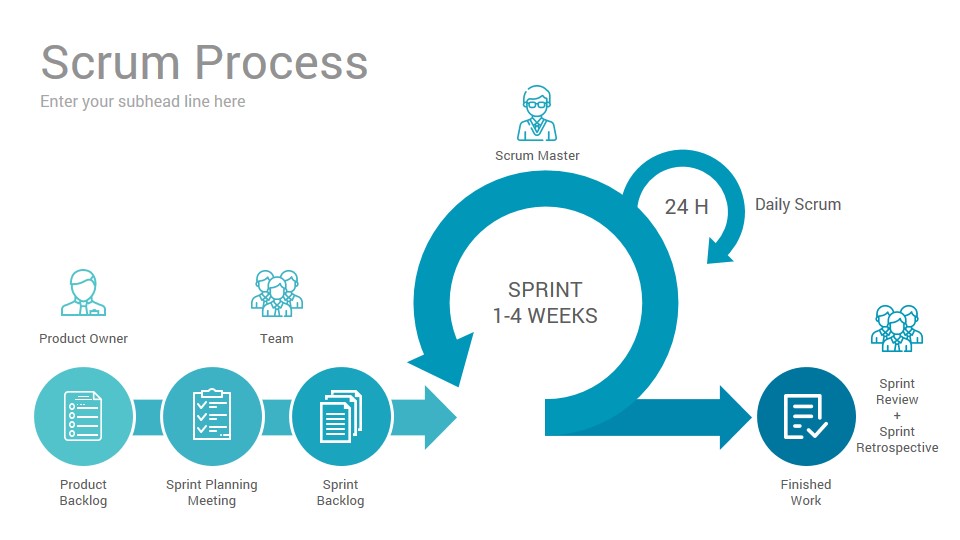 Scrum Process
Enter your subhead line here
Scrum Master
24 H
Daily Scrum
SPRINT
1-4 WEEKS
Product Owner
Team
Sprint
Review
+
Sprint
Retrospective
Product
Backlog
Sprint Planning
Meeting
Sprint
Backlog
Finished
Work